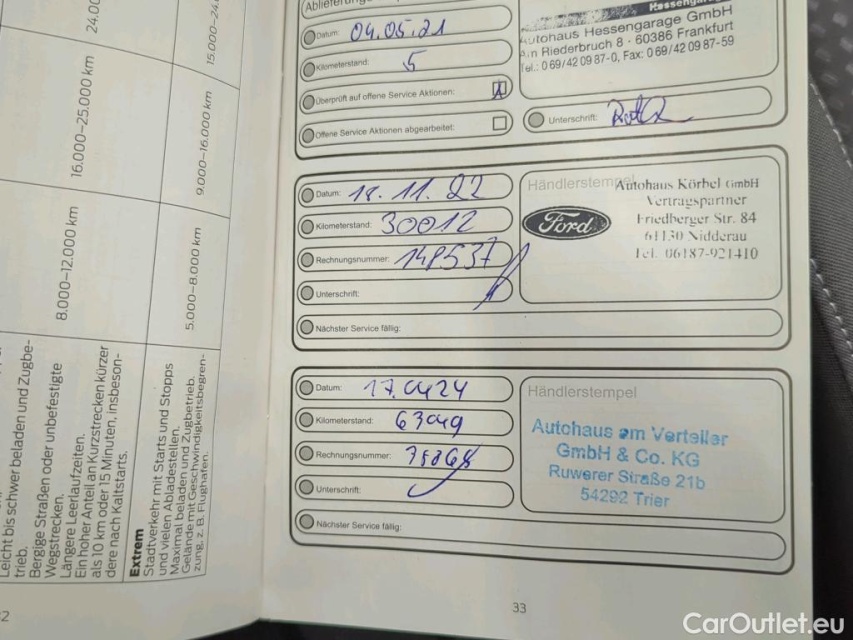 24.00
16.000–25.000 km
8.000–12.000 km
15.000–24.
9.000–16.000 km
5.000–8.000 km
Leicht bis schwer beladen und Zugbe-
trieb.
Bergige Straßen oder unbefestigte
Wegstrecken.
Längere Leerlaufzeiten.
Ein hoher Anteil an Kurzstrecken kürzer
als 10 km oder 15 Minuten, insbeson-
dere nach Kaltstarts.
Extrem
Stadtverkehr mit Starts und Stopps
und vielen Abladestellen.
Maximal beladen und Zugbetrieb.
Gelände mit Geschwindigkeitsbegren-
zung, z. B. Flughafen.
Datum: 04.05.21
Kilometerstand: 5
Überprüft auf offene Service Aktionen:
Offene Service Aktionen abgearbeitet:
Hessengarage
Autohaus Hessengarage GmbH
Am Riederbruch 8 · 60386 Frankfurt
Tel.: 0 69/42 09 87-0, Fax: 0 69/42 09 87-59
Unterschrift:
Datum: 18.11.22
Kilometerstand: 30012
Rechnungsnummer: 148537
Unterschrift:
Nächster Service fällig:
Händlerstempel
Ford
Autohaus Körbel GmbH
Vertragspartner
Friedberger Str. 84
61130 Nidderau
Tel. 06187-921410
Datum: 17.04.24
Kilometerstand: 63049
Rechnungsnummer:
Unterschrift:
Nächster Service fällig:
Händlerstempel
Autohaus am Verteiler
GmbH & Co. KG
Ruwerer Straße 21b
54292 Trier
33
CarOutlet.eu